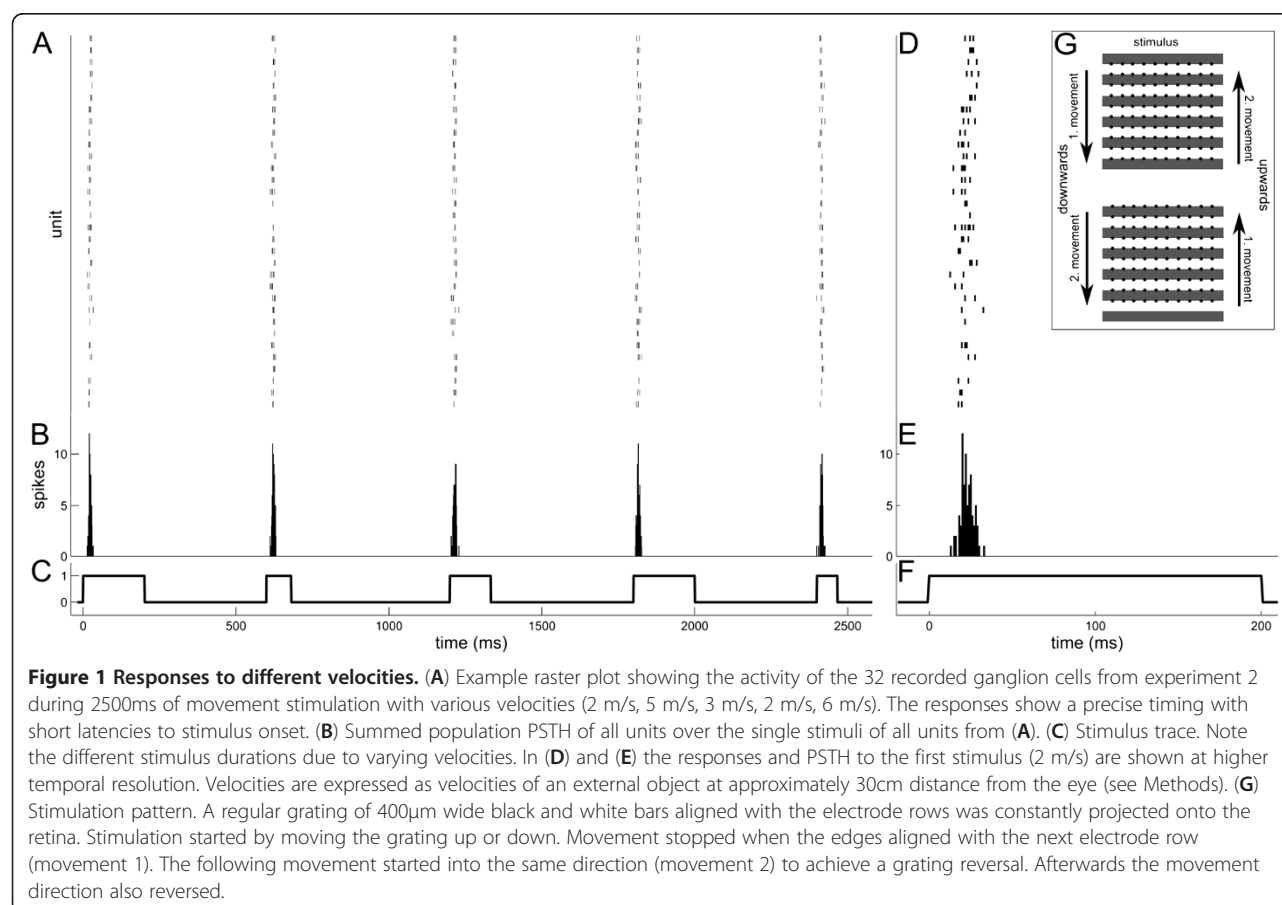 A
D
G
stimulus
1. movement
2. movement
downwards
upwards
2. movement
1. movement
unit
B
E
10
5
0
spikes
10
5
0
C
F
1
0
0
500
1000
1500
2000
2500
time (ms)
0
100
200
time (ms)
Figure 1 Responses to different velocities. (A) Example raster plot showing the activity of the 32 recorded ganglion cells from experiment 2
during 2500ms of movement stimulation with various velocities (2 m/s, 5 m/s, 3 m/s, 2 m/s, 6 m/s). The responses show a precise timing with
short latencies to stimulus onset. (B) Summed population PSTH of all units over the single stimuli of all units from (A). (C) Stimulus trace. Note
the different stimulus durations due to varying velocities. In (D) and (E) the responses and PSTH to the first stimulus (2 m/s) are shown at higher
temporal resolution. Velocities are expressed as velocities of an external object at approximately 30cm distance from the eye (see Methods). (G)
Stimulation pattern. A regular grating of 400μm wide black and white bars aligned with the electrode rows was constantly projected onto the
retina. Stimulation started by moving the grating up or down. Movement stopped when the edges aligned with the next electrode row
(movement 1). The following movement started into the same direction (movement 2) to achieve a grating reversal. Afterwards the movement
direction also reversed.